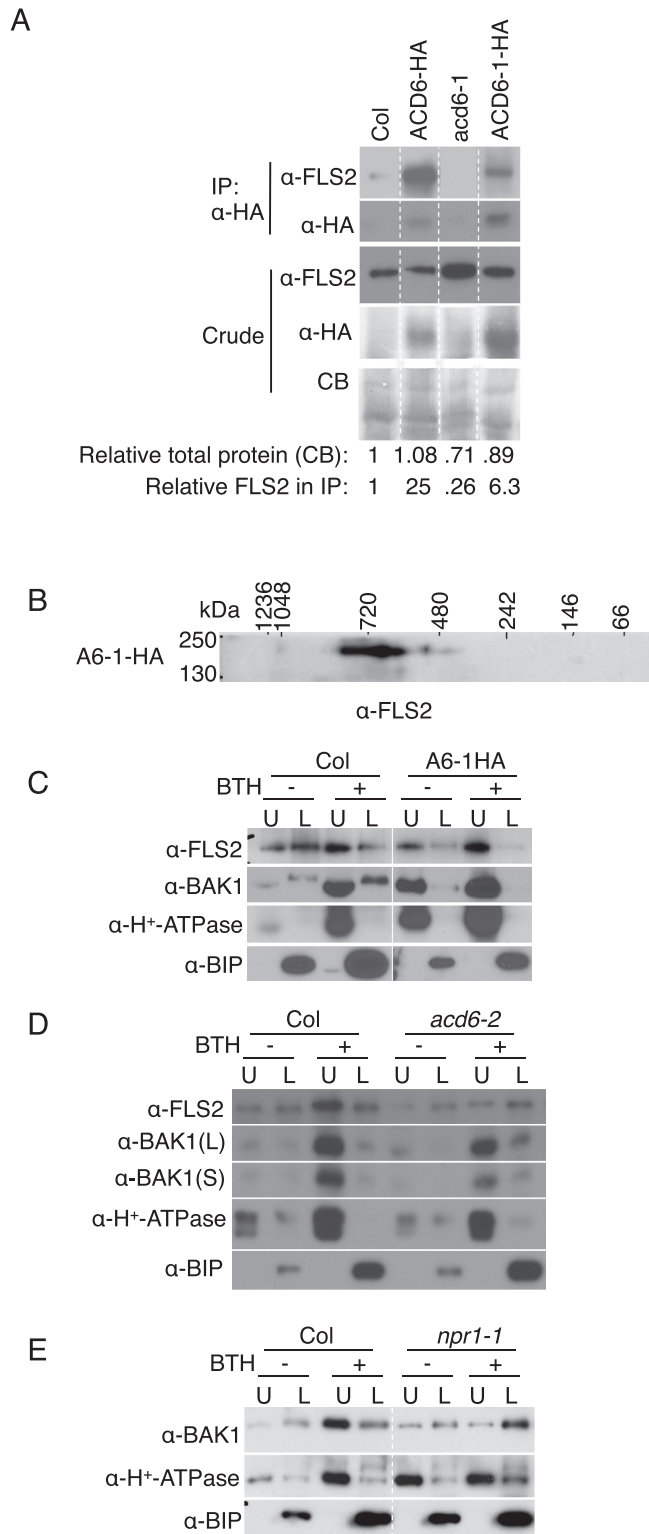 A
Col
ACD6-HA
acd6-1
ACD6-1-HA
IP:
α-HA
α-FLS2
α-HA
Crude
α-FLS2
α-HA
CB
Relative total protein (CB): 1 1.08 .71 .89
Relative FLS2 in IP: 1 25 .26 6.3
B
kDa 1236 1048 720 480 242 146 66
250
A6-1-HA
130
α-FLS2
C
Col A6-1HA
BTH - + - +
U L U L U L U L
α-FLS2
α-BAK1
α-H⁺-ATPase
α-BIP
D
Col acd6-2
BTH - + - +
U L U L U L U L
α-FLS2
α-BAK1(L)
α-BAK1(S)
α-H⁺-ATPase
α-BIP
E
Col npr1-1
BTH - + - +
U L U L U L U L
α-BAK1
α-H⁺-ATPase
α-BIP